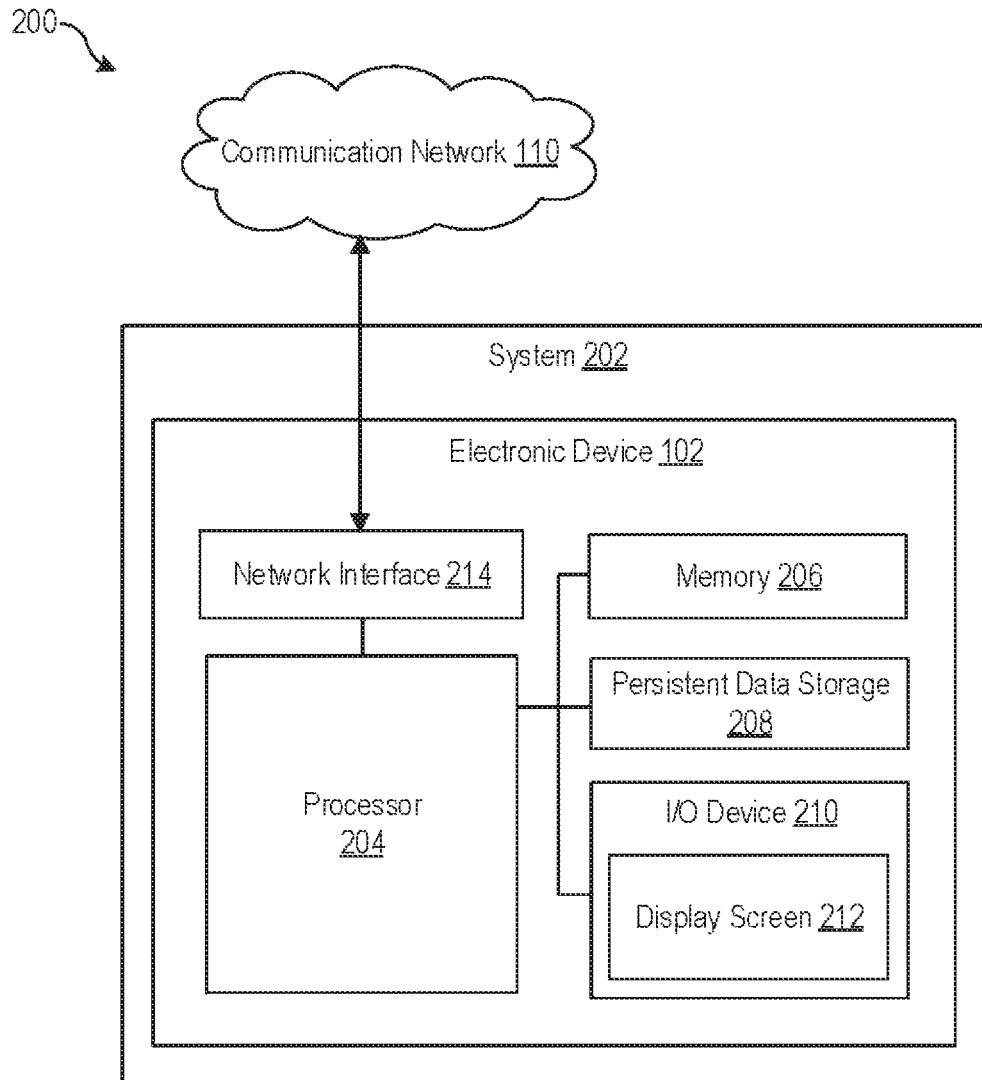 200
Communication Network 110
System 202
Electronic Device 102
Network Interface 214
Memory 206
Persistent Data Storage
208
Processor
204
I/O Device 210
Display Screen 212